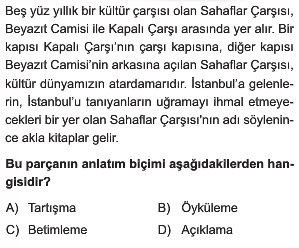 Beş yüz yıllık bir kültür çarşısı olan Sahaflar Çarşısı,
Beyazıt Camisi ile Kapalı Çarşı arasında yer alır. Bir
kapısı Kapalı Çarşı'nın çarşı kapısına, diğer kapısı
Beyazıt Camisi'nin arkasına açılan Sahaflar Çarşısı,
kültür dünyamızın atardamarıdır. İstanbul'a gelenle-
rin, İstanbul'u tanıyanların uğramayı ihmal etmeye-
cekleri bir yer olan Sahaflar Çarşısı'nın adı söylenin-
ce akla kitaplar gelir.
Bu parçanın anlatım biçimi aşağıdakilerden han-
gisidir?
A) Tartışma B) Öyküleme
C) Betimleme D) Açıklama